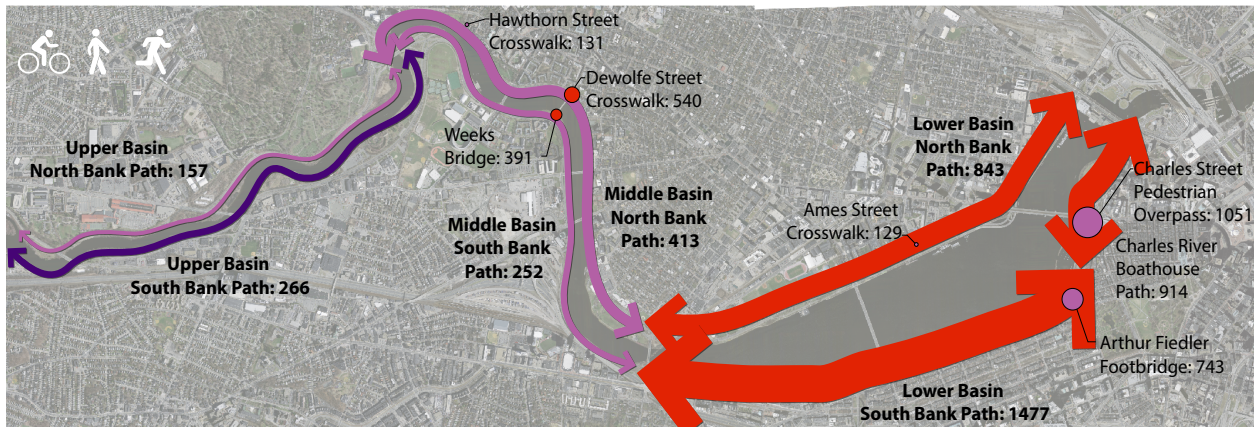 Hawthorn Street
Crosswalk: 131
Dewolfe Street
Crosswalk: 540
Weeks
Bridge: 391
Upper Basin
North Bank Path: 157
Upper Basin
South Bank Path: 266
Middle Basin
South Bank
Path: 252
Middle Basin
North Bank
Path: 413
Lower Basin
North Bank
Path: 843
Ames Street
Crosswalk: 129
Charles Street
Pedestrian
Overpass: 1051
Charles River
Boathouse
Path: 914
Arthur Fiedler
Footbridge: 743
Lower Basin
South Bank Path: 1477